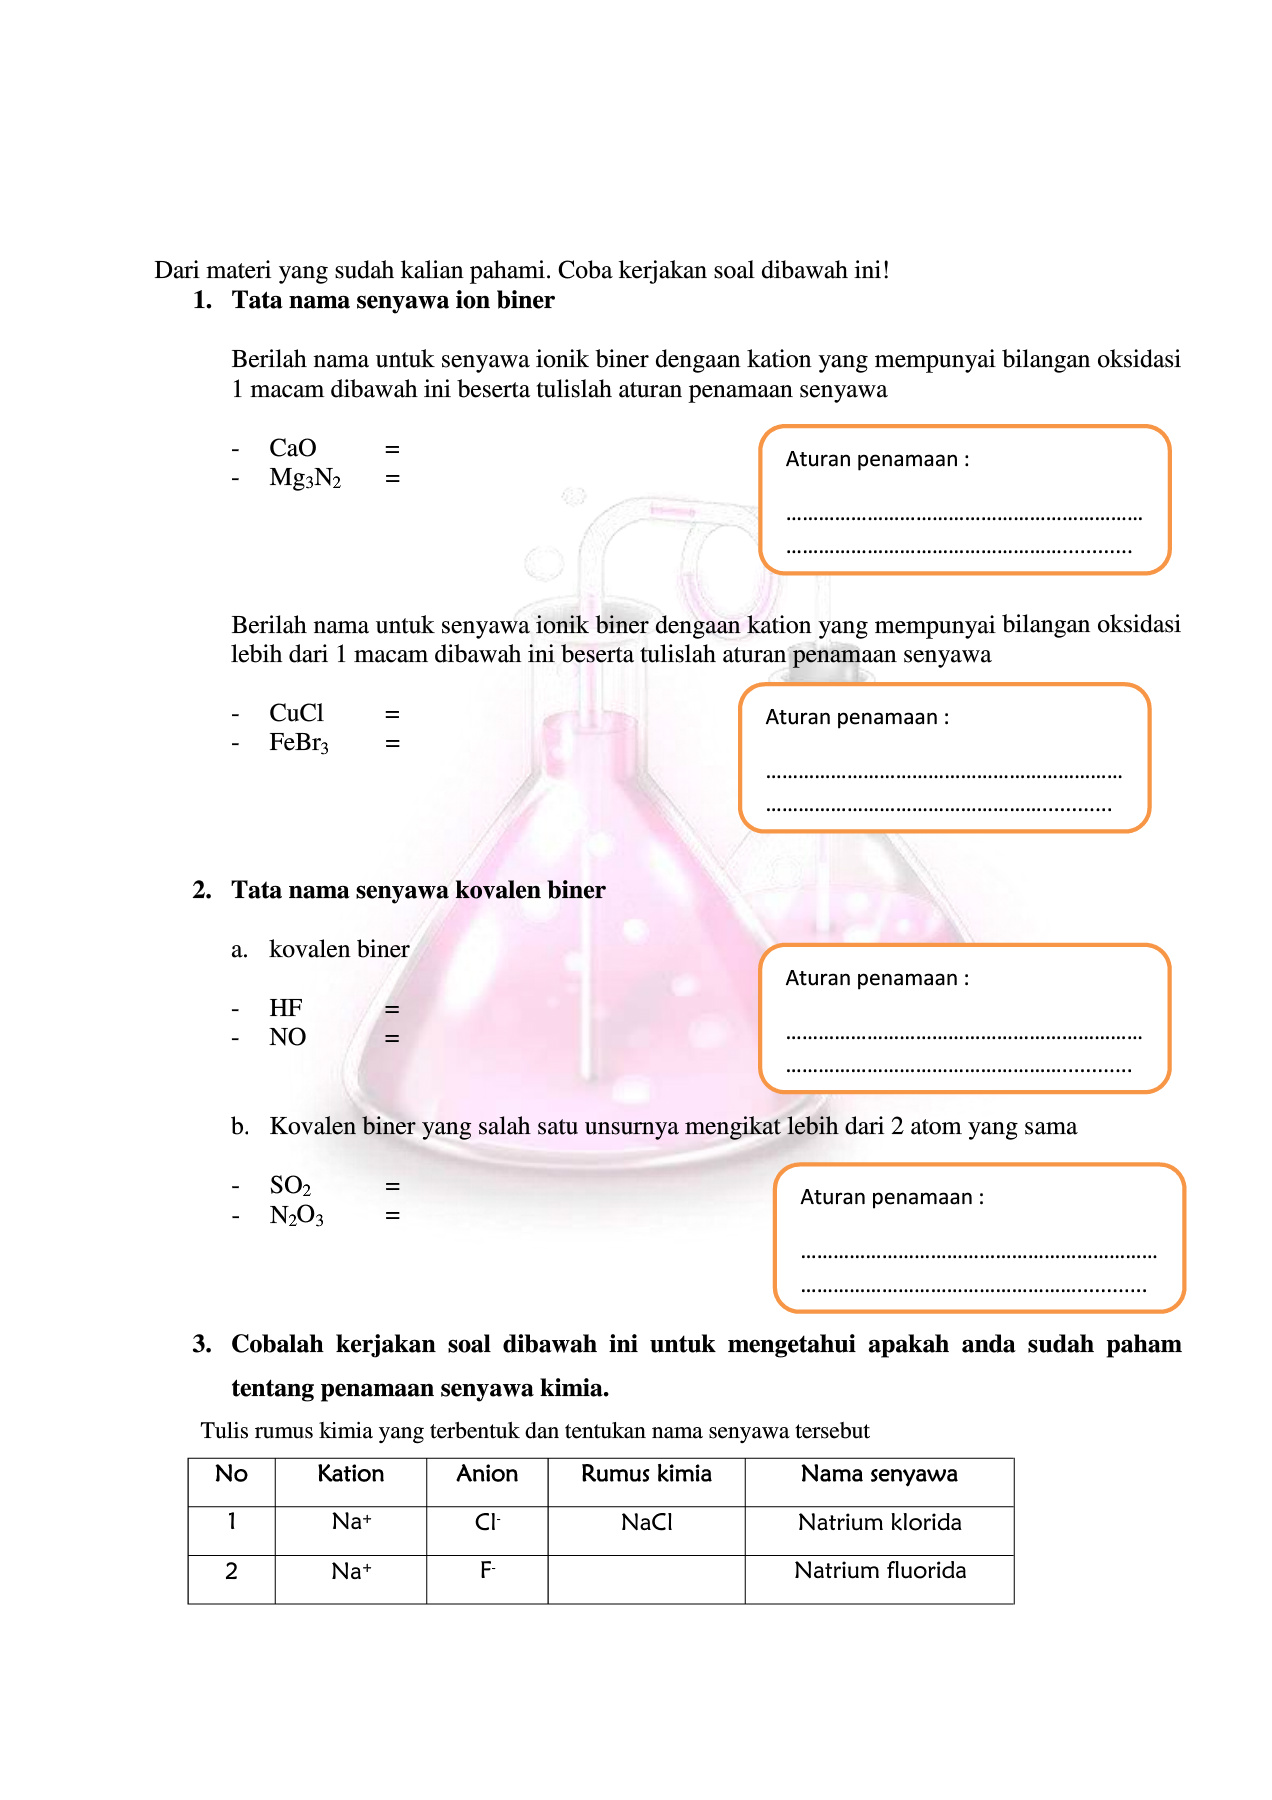 Dari materi yang sudah kalian pahami. Coba kerjakan soal dibawah ini!
1. Tata nama senyawa ion biner
Berilah nama untuk senyawa ionik biner dengaan kation yang mempunyai bilangan oksidasi
1 macam dibawah ini beserta tulislah aturan penamaan senyawa
- CaO =
- Mg₃N₂ =
Aturan penamaan :
…………………………………………………………
……………………………………………...........
Berilah nama untuk senyawa ionik biner dengaan kation yang mempunyai bilangan oksidasi
lebih dari 1 macam dibawah ini beserta tulislah aturan penamaan senyawa
- CuCl =
- FeBr₃ =
Aturan penamaan :
…………………………………………………………
……………………………………………...........
2. Tata nama senyawa kovalen biner
a. kovalen biner
- HF =
- NO =
Aturan penamaan :
…………………………………………………………
……………………………………………...........
b. Kovalen biner yang salah satu unsurnya mengikat lebih dari 2 atom yang sama
- SO₂ =
- N₂O₃ =
Aturan penamaan :
…………………………………………………………
……………………………………………...........
3. Cobalah kerjakan soal dibawah ini untuk mengetahui apakah anda sudah paham
tentang penamaan senyawa kimia.
Tulis rumus kimia yang terbentuk dan tentukan nama senyawa tersebut
No Kation Anion Rumus kimia Nama senyawa
1 Na⁺ Cl⁻ NaCl Natrium klorida
2 Na⁺ F⁻ Natrium fluorida